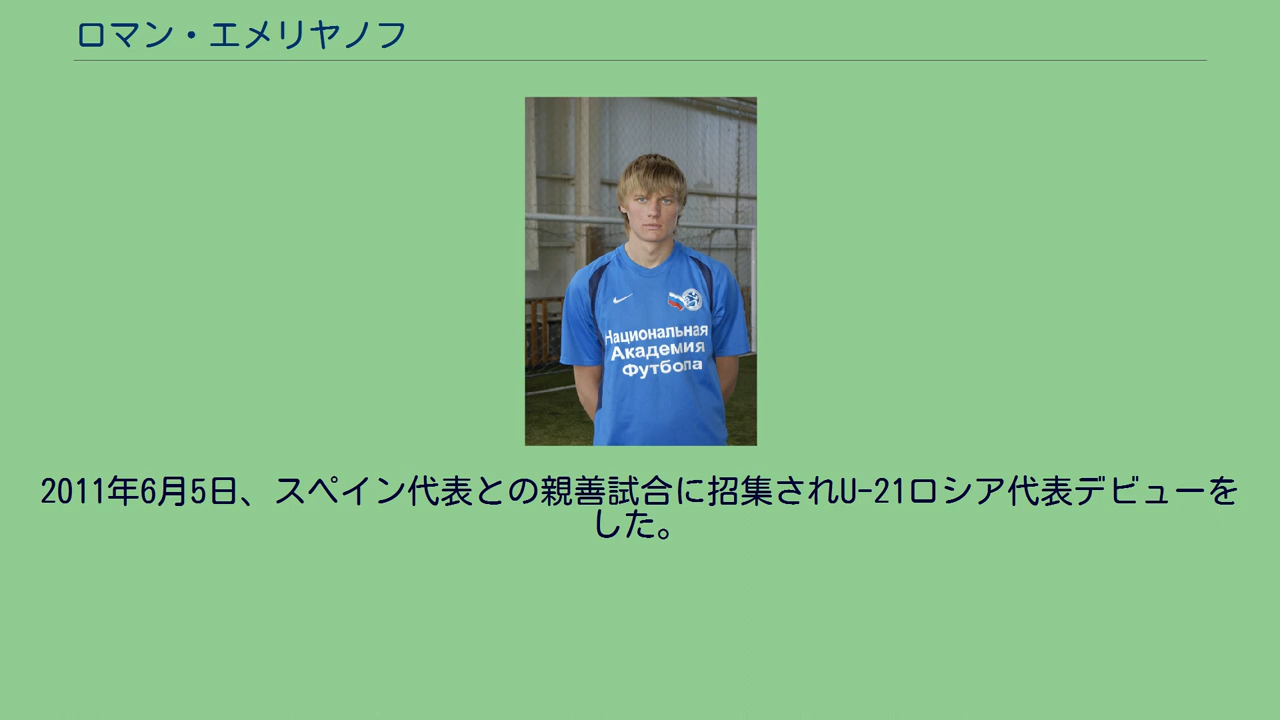 ロマン・エメリヤノフ
Национальная
Академия
Футбола
2011年6月5日、スペイン代表との親善試合に招集されU-21ロシア代表デビューを
した。